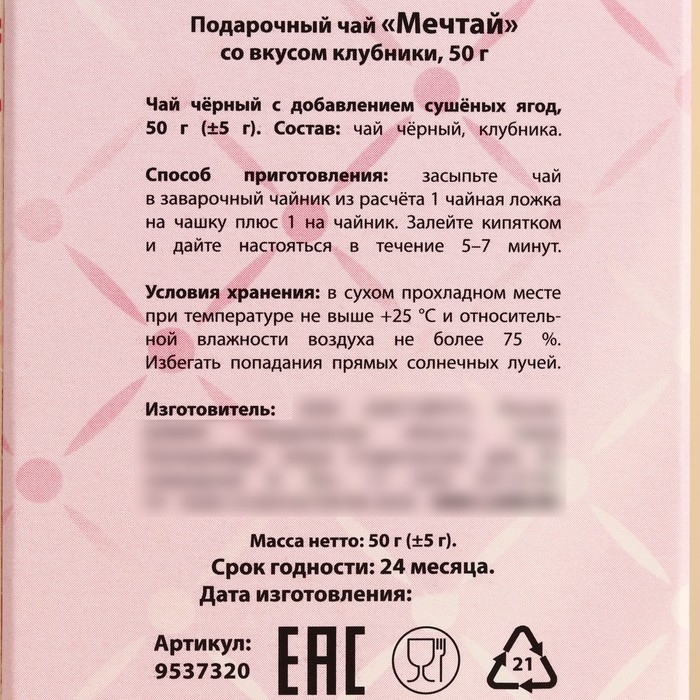 Подарочный чай «Мечтай»
со вкусом клубники, 50 г
Чай чёрный с добавлением сушёных ягод,
50 г (±5 г). Состав: чай чёрный, клубника.
Способ приготовления: засыпьте чай
в заварочный чайник из расчёта 1 чайная ложка
на чашку плюс 1 на чайник. Залейте кипятком
и дайте настояться в течение 5–7 минут.
Условия хранения: в сухом прохладном месте
при температуре не выше +25 °С и относитель-
ной влажности воздуха не более 75 %.
Избегать попадания прямых солнечных лучей.
Изготовитель:
Масса нетто: 50 г (±5 г).
Срок годности: 24 месяца.
Дата изготовления:
Артикул:
9537320
EAC
21